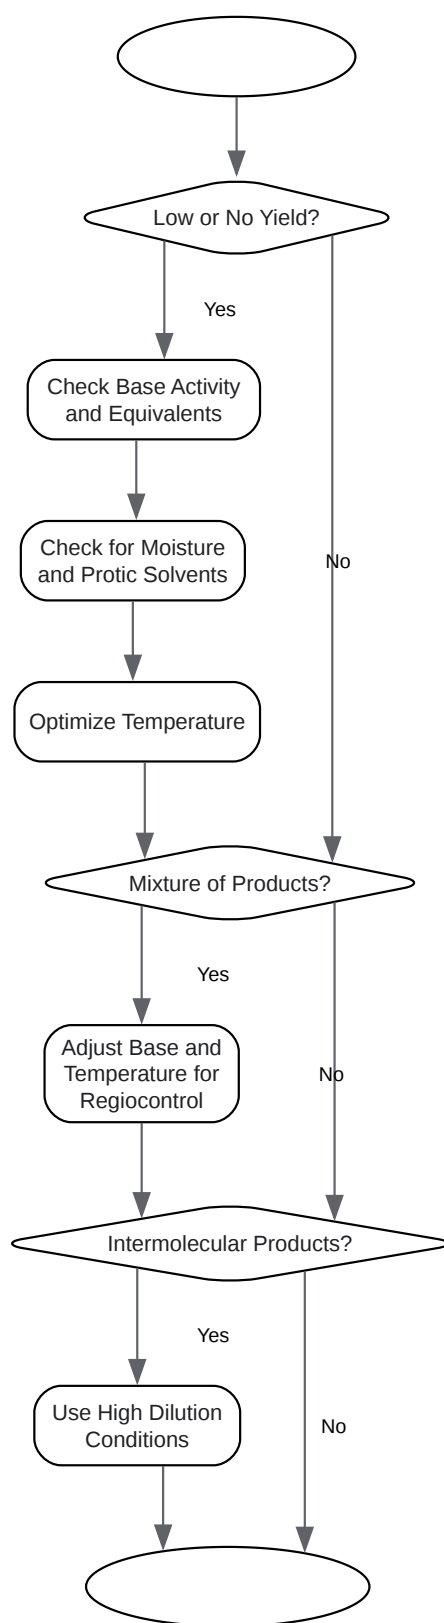 Low or No Yield?
Yes
Check Base Activity
and Equivalents
Check for Moisture
and Protic Solvents
No
Optimize Temperature
Mixture of Products?
Yes
Adjust Base and
Temperature for
Regiocontrol
No
Intermolecular Products?
Yes
Use High Dilution
Conditions
No